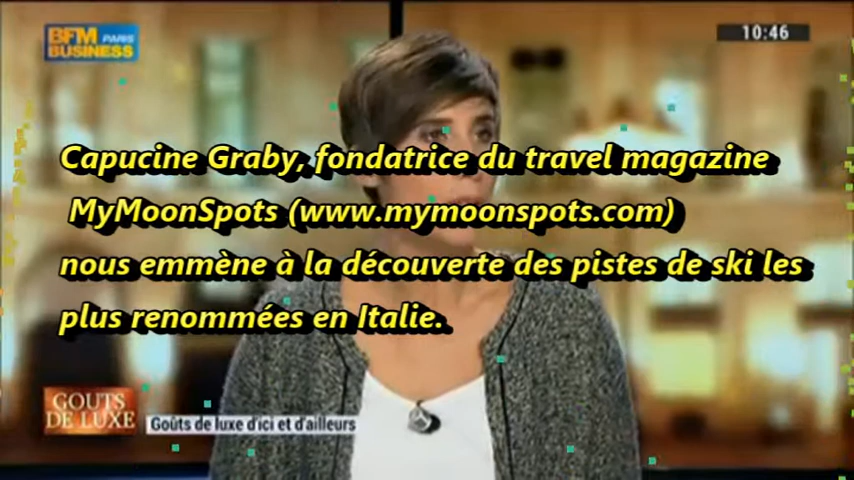 BFM PARIS
BUSINESS
10:46
Capucine Graby, fondatrice du travel magazine
MyMoonSpots (www.mymoonspots.com)
nous emmène à la découverte des pistes de ski les
plus renommées en Italie.
GOUTS
DE LUXE
Goûts de luxe d'ici et d'ailleurs